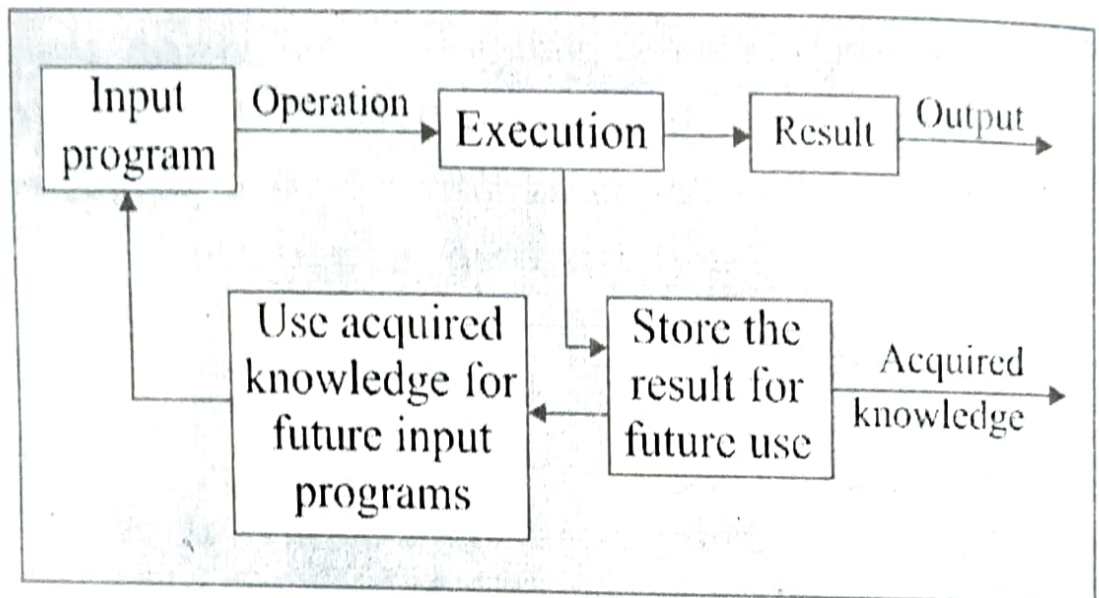 Input
program
Operation
Execution
Result
Output
Use acquired
knowledge for
future input
programs
Store the
result for
future use
Acquired
knowledge